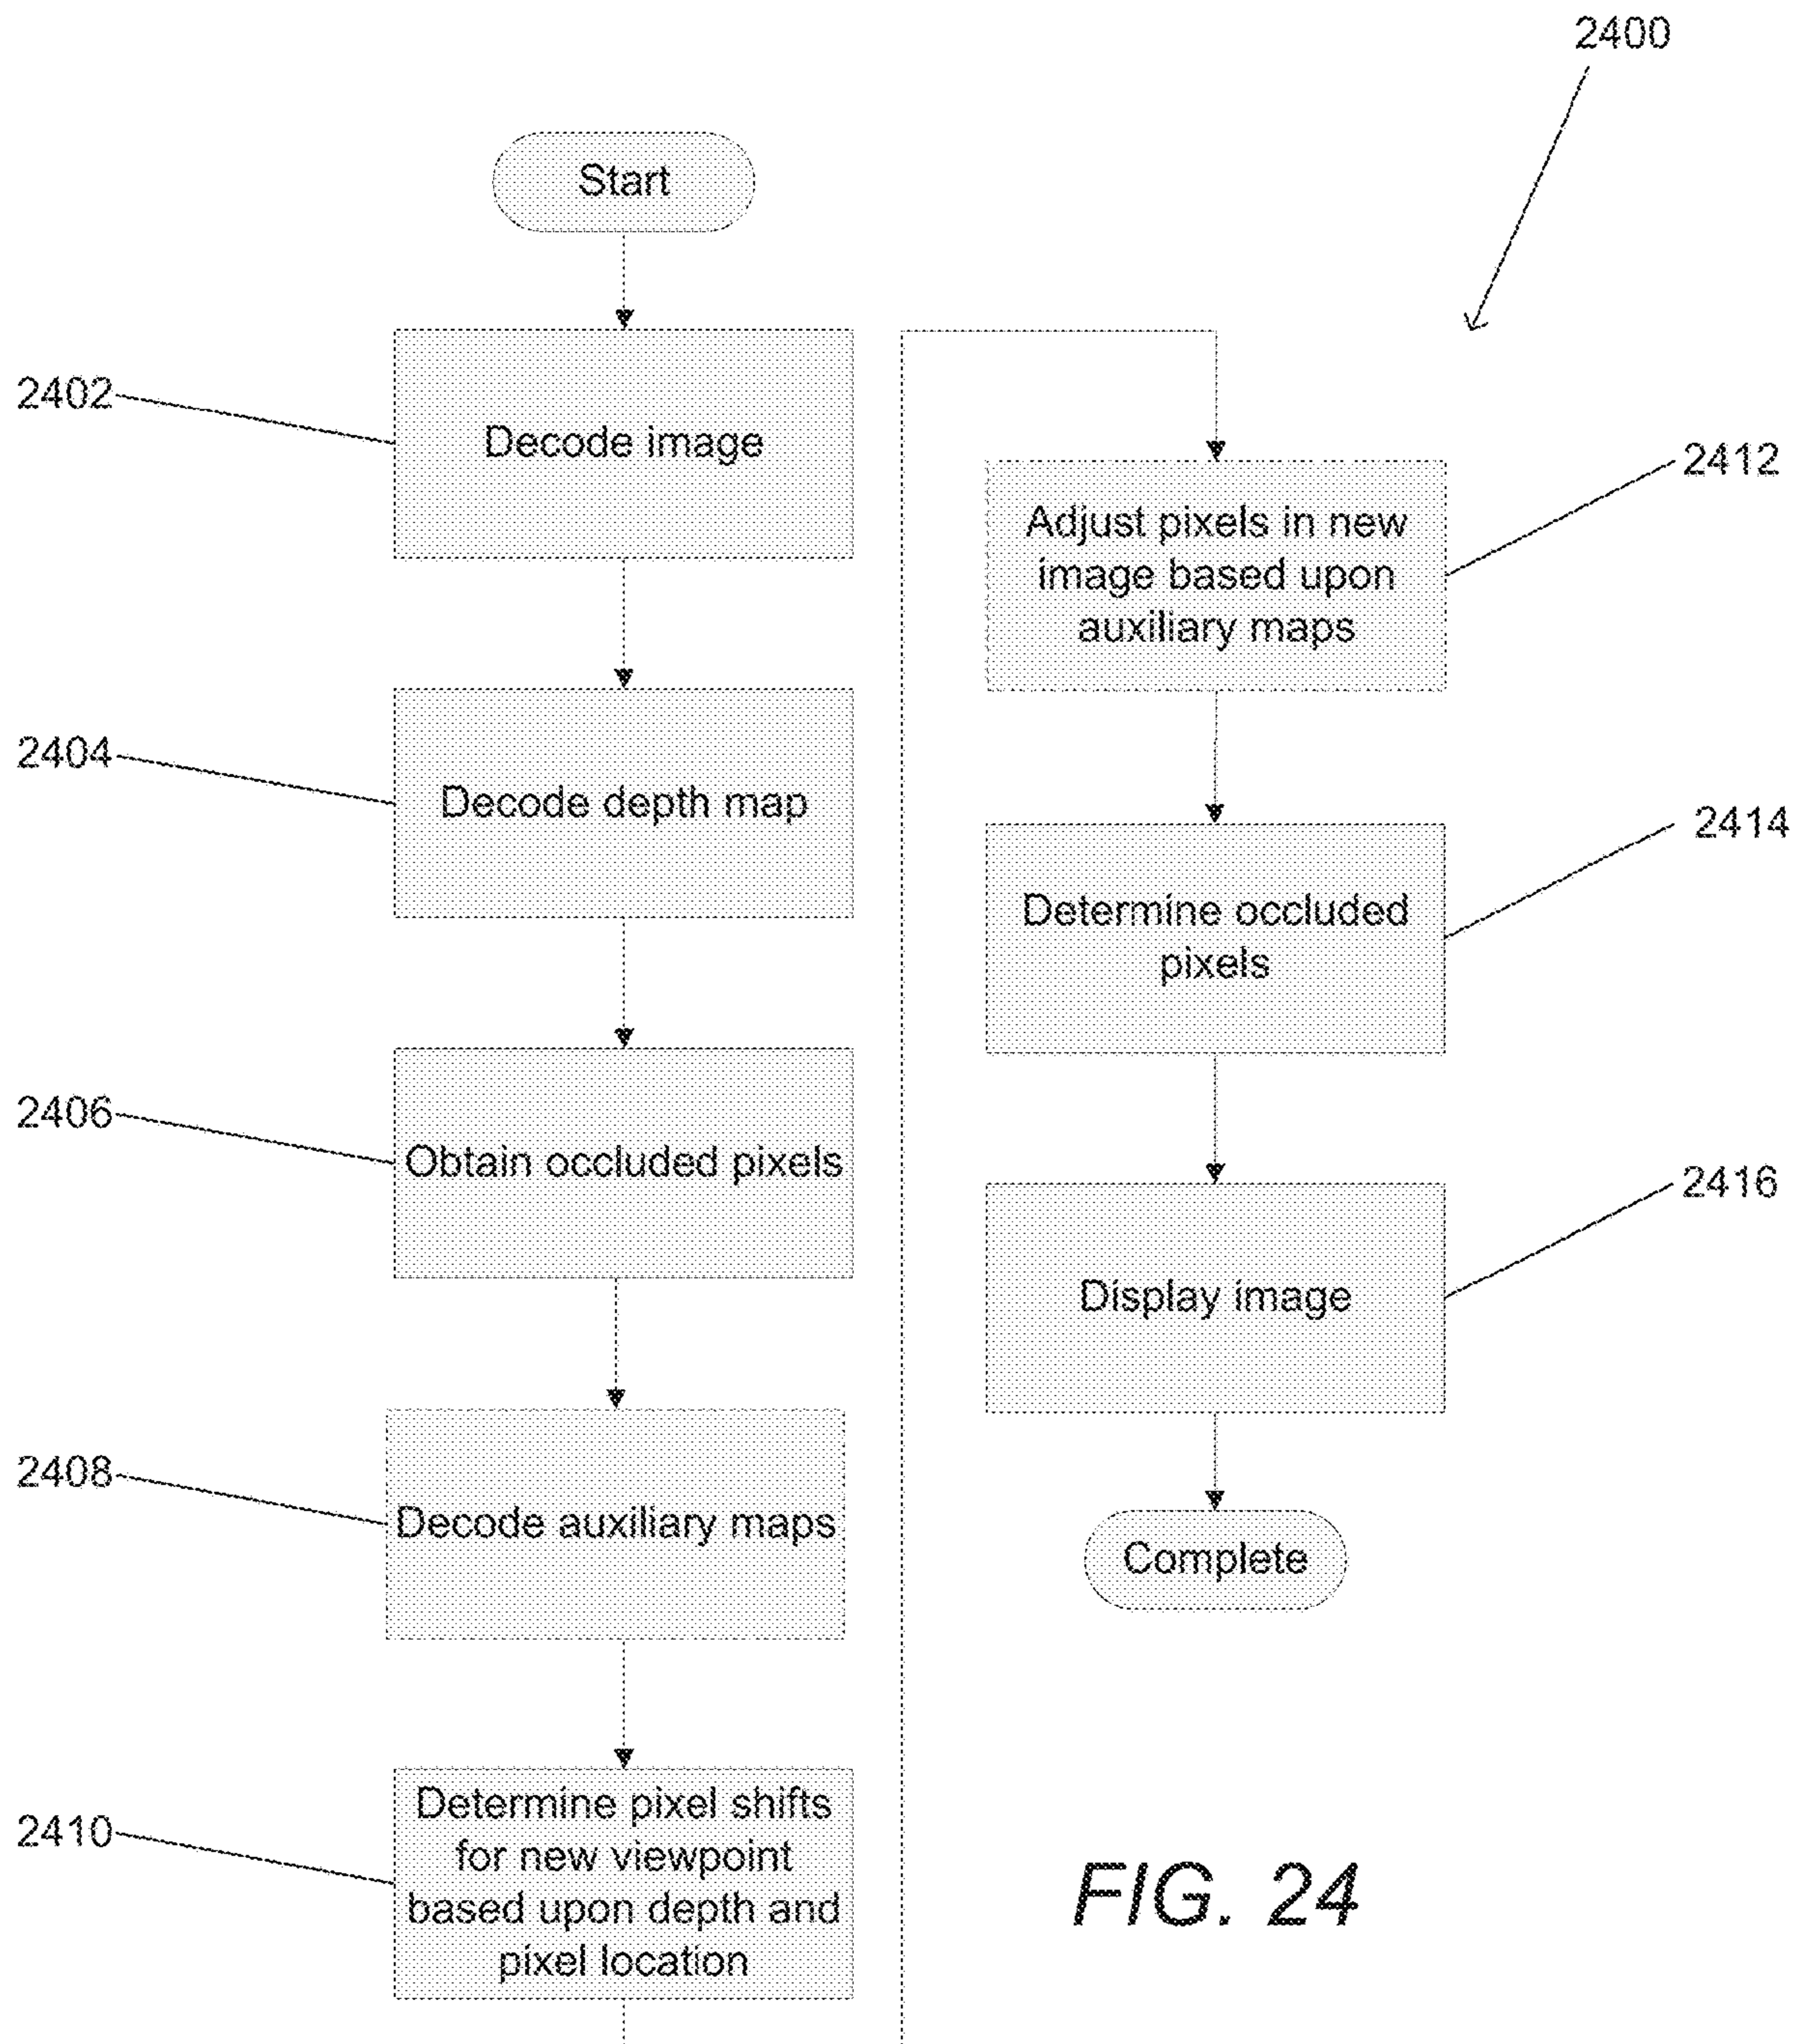 2400
Start
2402
Decode image
2404
Decode depth map
2406
Obtain occluded pixels
2408
Decode auxiliary maps
2410
Determine pixel shifts
for new viewpoint
based upon depth and
pixel location
2412
Adjust pixels in new
image based upon
auxiliary maps
2414
Determine occluded
pixels
2416
Display image
Complete
FIG. 24